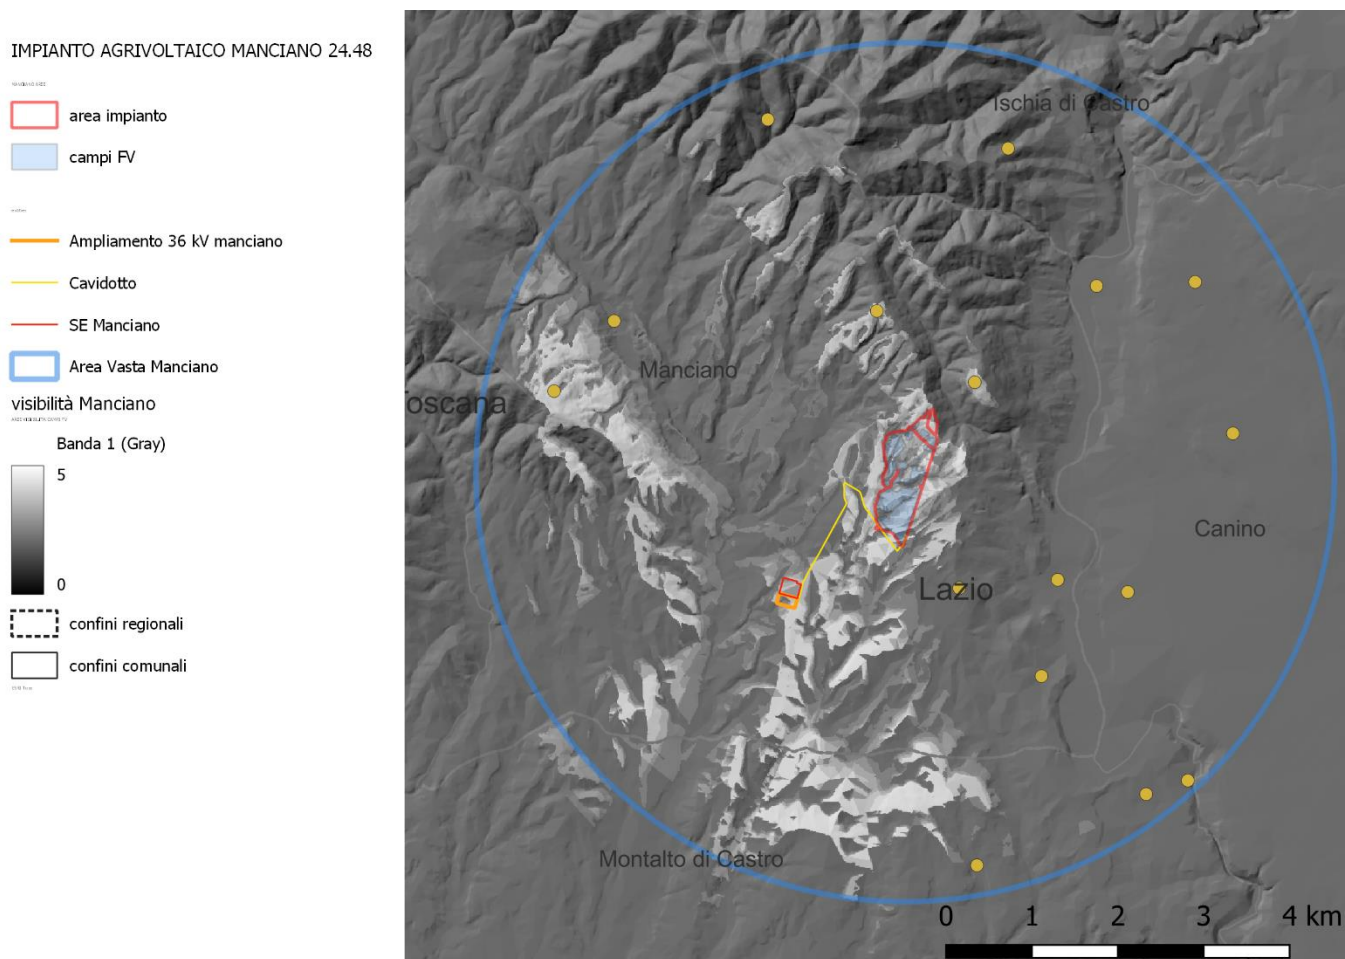 IMPIANTO AGRIVOLTAICO MANCIANO 24.48
area impianto
campi FV
Ampliamento 36 kV manciano
Cavidotto
SE Manciano
Area Vasta Manciano
visibilità Manciano
Banda 1 (Gray)
5
0
confini regionali
confini comunali
Ischia di Castro
Manciano
oscana
Canino
Lazio
Montalto di Castro
0 1 2 3 4 km